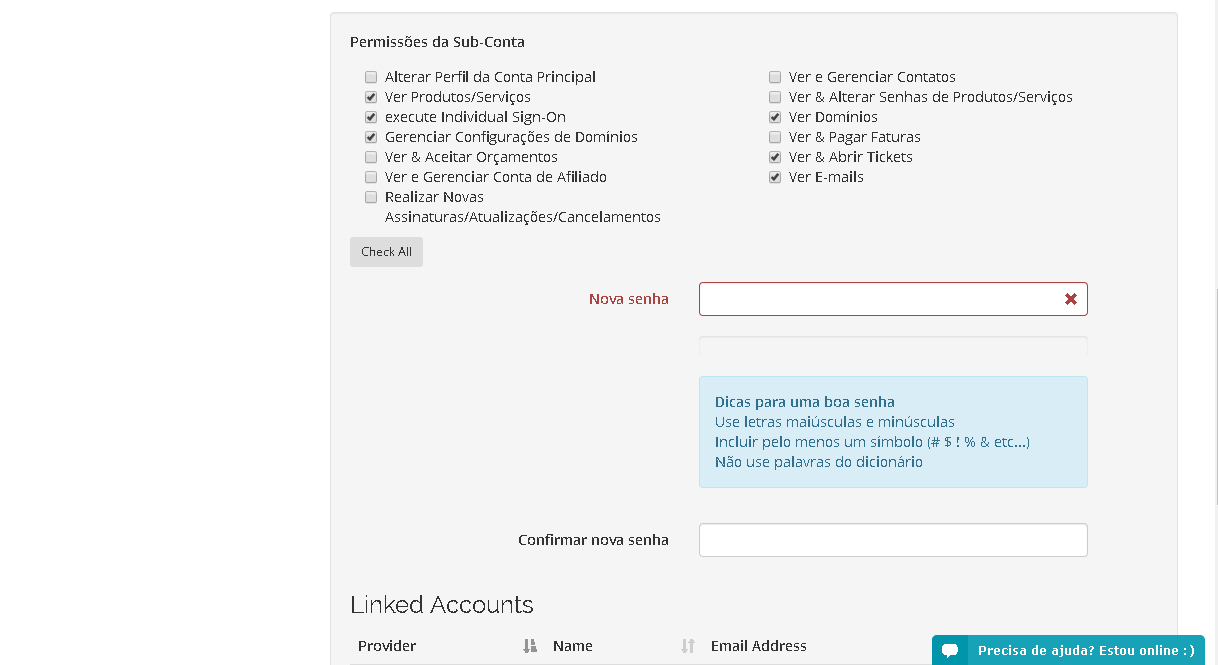 Permissões da Sub-Conta
Alterar Perfil da Conta Principal
Ver Produtos/Serviços
execute Individual Sign-On
Gerenciar Configurações de Domínios
Ver & Aceitar Orçamentos
Ver e Gerenciar Conta de Afiliado
Realizar Novas
Assinaturas/Atualizações/Cancelamentos
Ver e Gerenciar Contatos
Ver & Alterar Senhas de Produtos/Serviços
Ver Domínios
Ver & Pagar Faturas
Ver & Abrir Tickets
Ver E-mails
Check All
Nova senha
Dicas para uma boa senha
Use letras maiúsculas e minúsculas
Incluir pelo menos um símbolo (# $ ! % & etc...)
Não use palavras do dicionário
Confirmar nova senha
Linked Accounts
Provider Name Email Address
Precisa de ajuda? Estou online : )